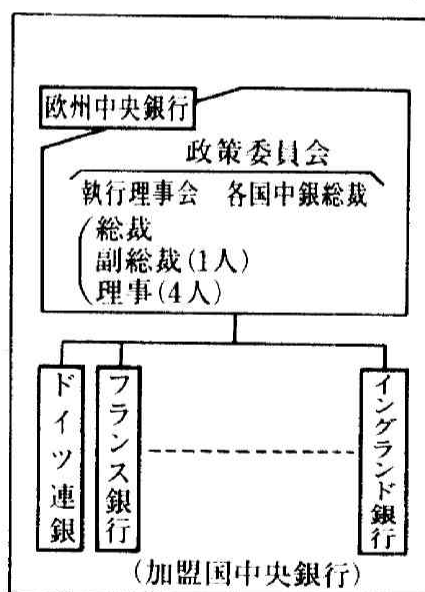 欧州中央銀行
政策委員会
執行理事会 各国中銀総裁
総裁
副総裁(1人)
理事(4人)
ドイツ連銀
フランス銀行
イングランド銀行
(加盟国中央銀行)